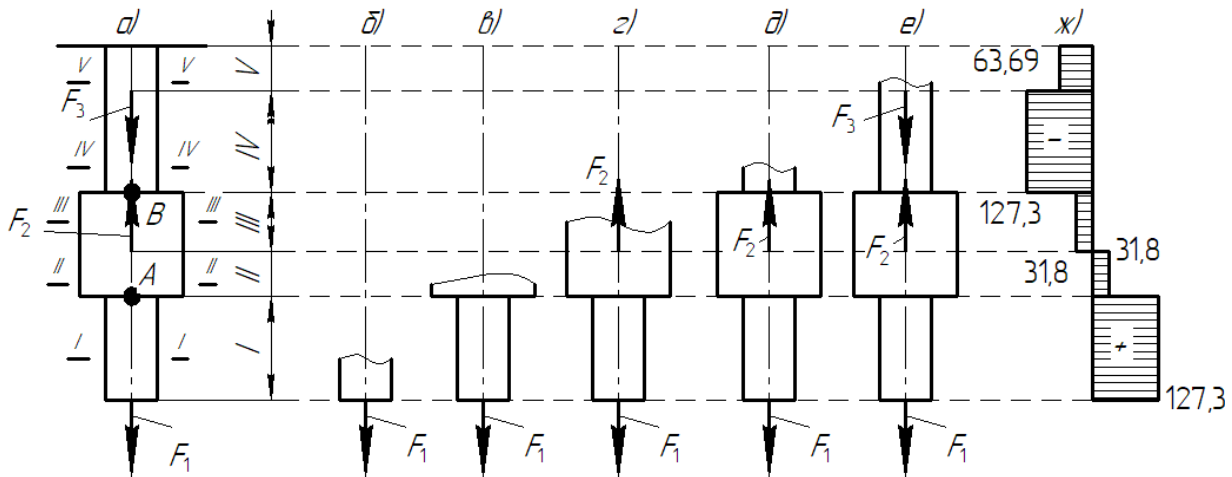 а) б) в) г) д) е) ж)
V V V 63,69
F3 F3
IV IV IV -
F2
III B III III 127,3
F2 F2 F2 31,8
II A II II 31,8
I I I +
127,3
F1 F1 F1 F1 F1 F1